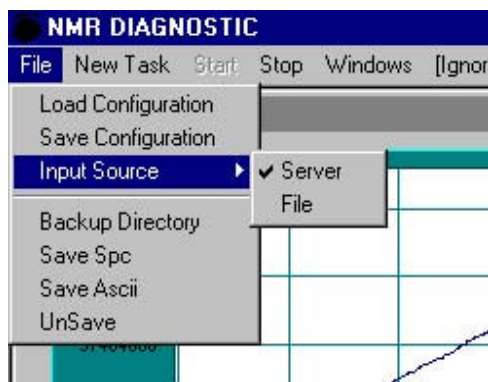 NMR DIAGNOSTIC
File New Task Start Stop Windows [Ignor
Load Configuration
Save Configuration
Input Source
Server
File
Backup Directory
Save Spc
Save Ascii
UnSave